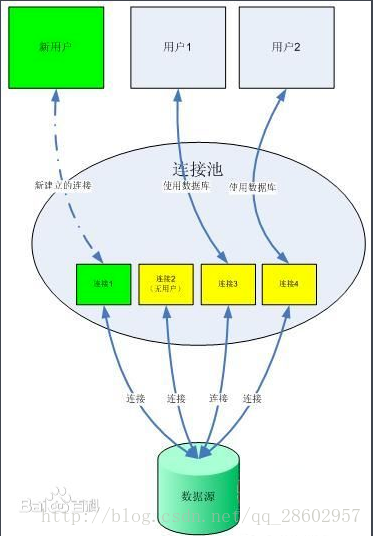 新用户
用户1
用户2
连接池
新建立的连接
使用数据库
使用数据库
连接1
连接2
（无用户）
连接3
连接4
连接
连接
连接
连接
数据源
Baidu百科
http://blog.csdn.net/qq_28602957